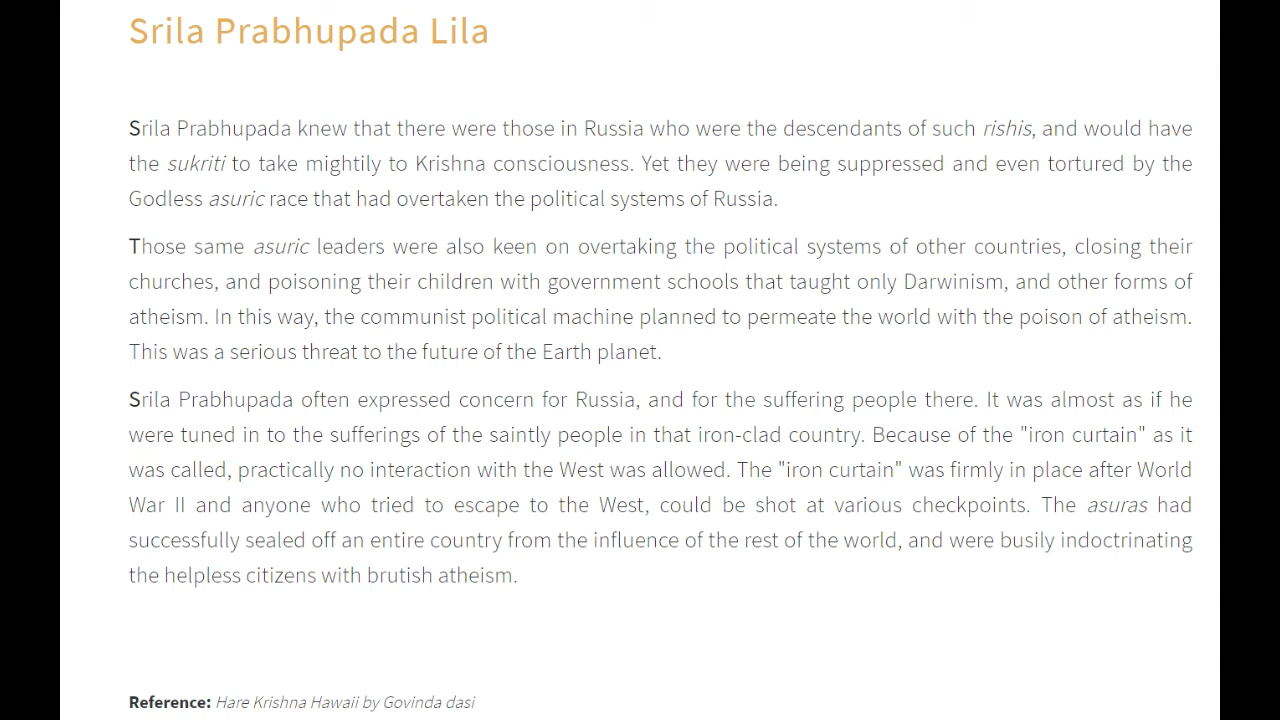 Srila Prabhupada Lila
Srila Prabhupada knew that there were those in Russia who were the descendants of such rishis, and would have
the sukriti to take mightily to Krishna consciousness. Yet they were being suppressed and even tortured by the
Godless asuric race that had overtaken the political systems of Russia.
Those same asuric leaders were also keen on overtaking the political systems of other countries, closing their
churches, and poisoning their children with government schools that taught only Darwinism, and other forms of
atheism. In this way, the communist political machine planned to permeate the world with the poison of atheism.
This was a serious threat to the future of the Earth planet.
Srila Prabhupada often expressed concern for Russia, and for the suffering people there. It was almost as if he
were tuned in to the sufferings of the saintly people in that iron-clad country. Because of the "iron curtain" as it
was called, practically no interaction with the West was allowed. The "iron curtain" was firmly in place after World
War II and anyone who tried to escape to the West, could be shot at various checkpoints. The asuras had
successfully sealed off an entire country from the influence of the rest of the world, and were busily indoctrinating
the helpless citizens with brutish atheism.
Reference: Hare Krishna Hawaii by Govinda dasi